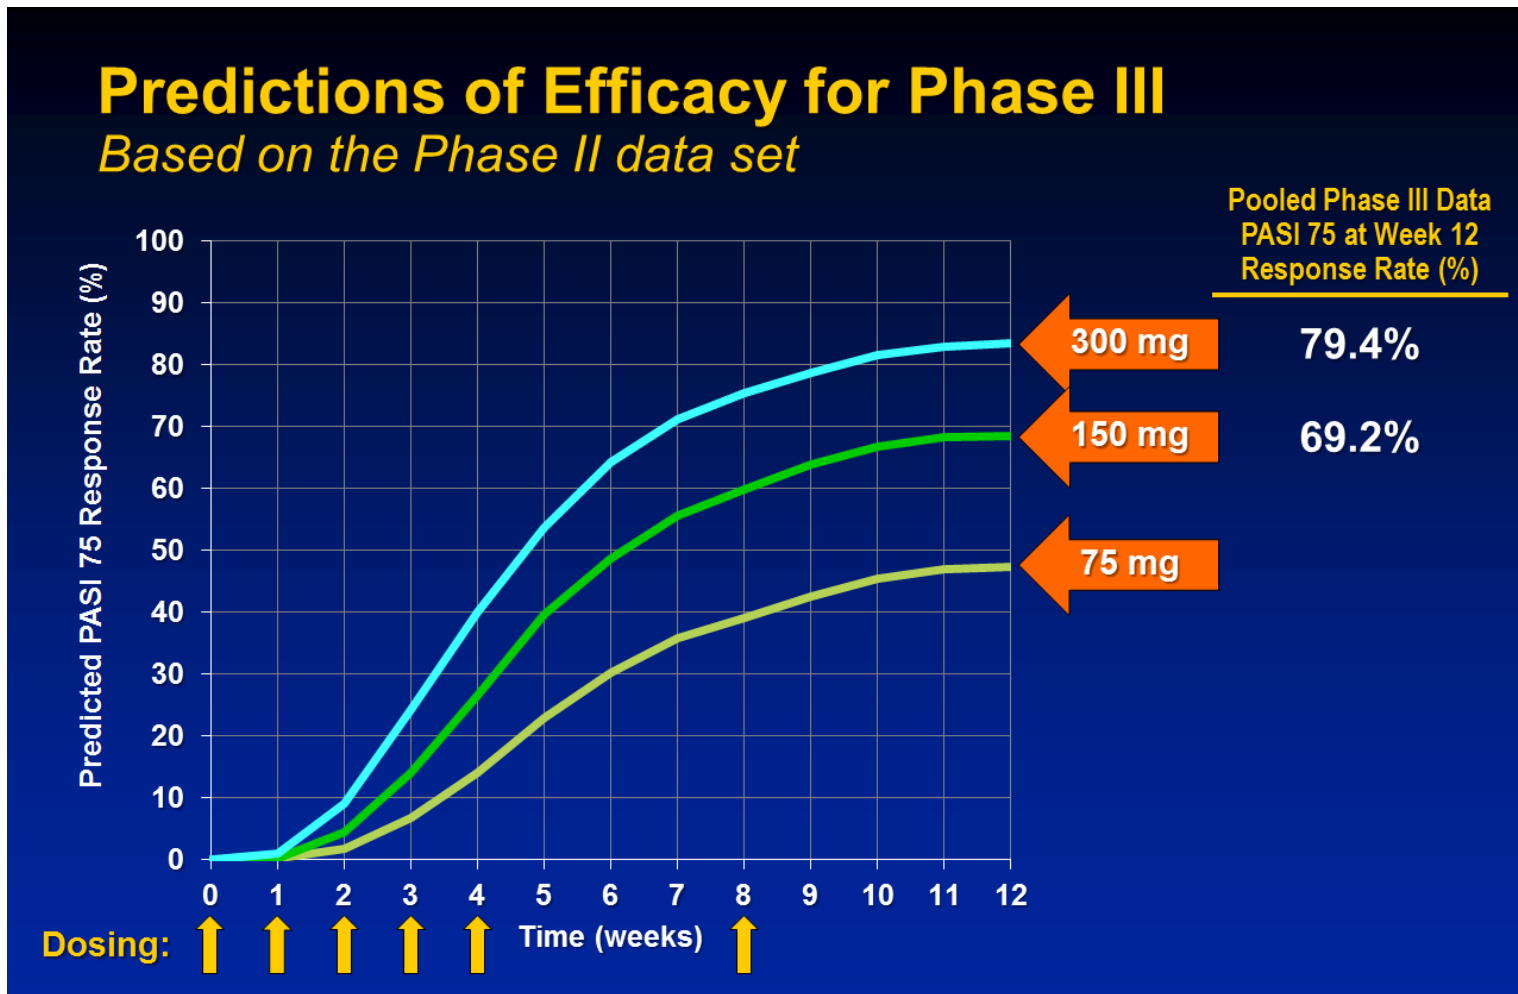 Predictions of Efficacy for Phase III
Based on the Phase II data set
Pooled Phase III Data
PASI 75 at Week 12
Response Rate (%)
Predicted PASI 75 Response Rate (%)
100
90
80
70
60
50
40
30
20
10
0
300 mg 79.4%
150 mg 69.2%
75 mg
0 1 2 3 4 5 6 7 8 9 10 11 12
Time (weeks)
Dosing: